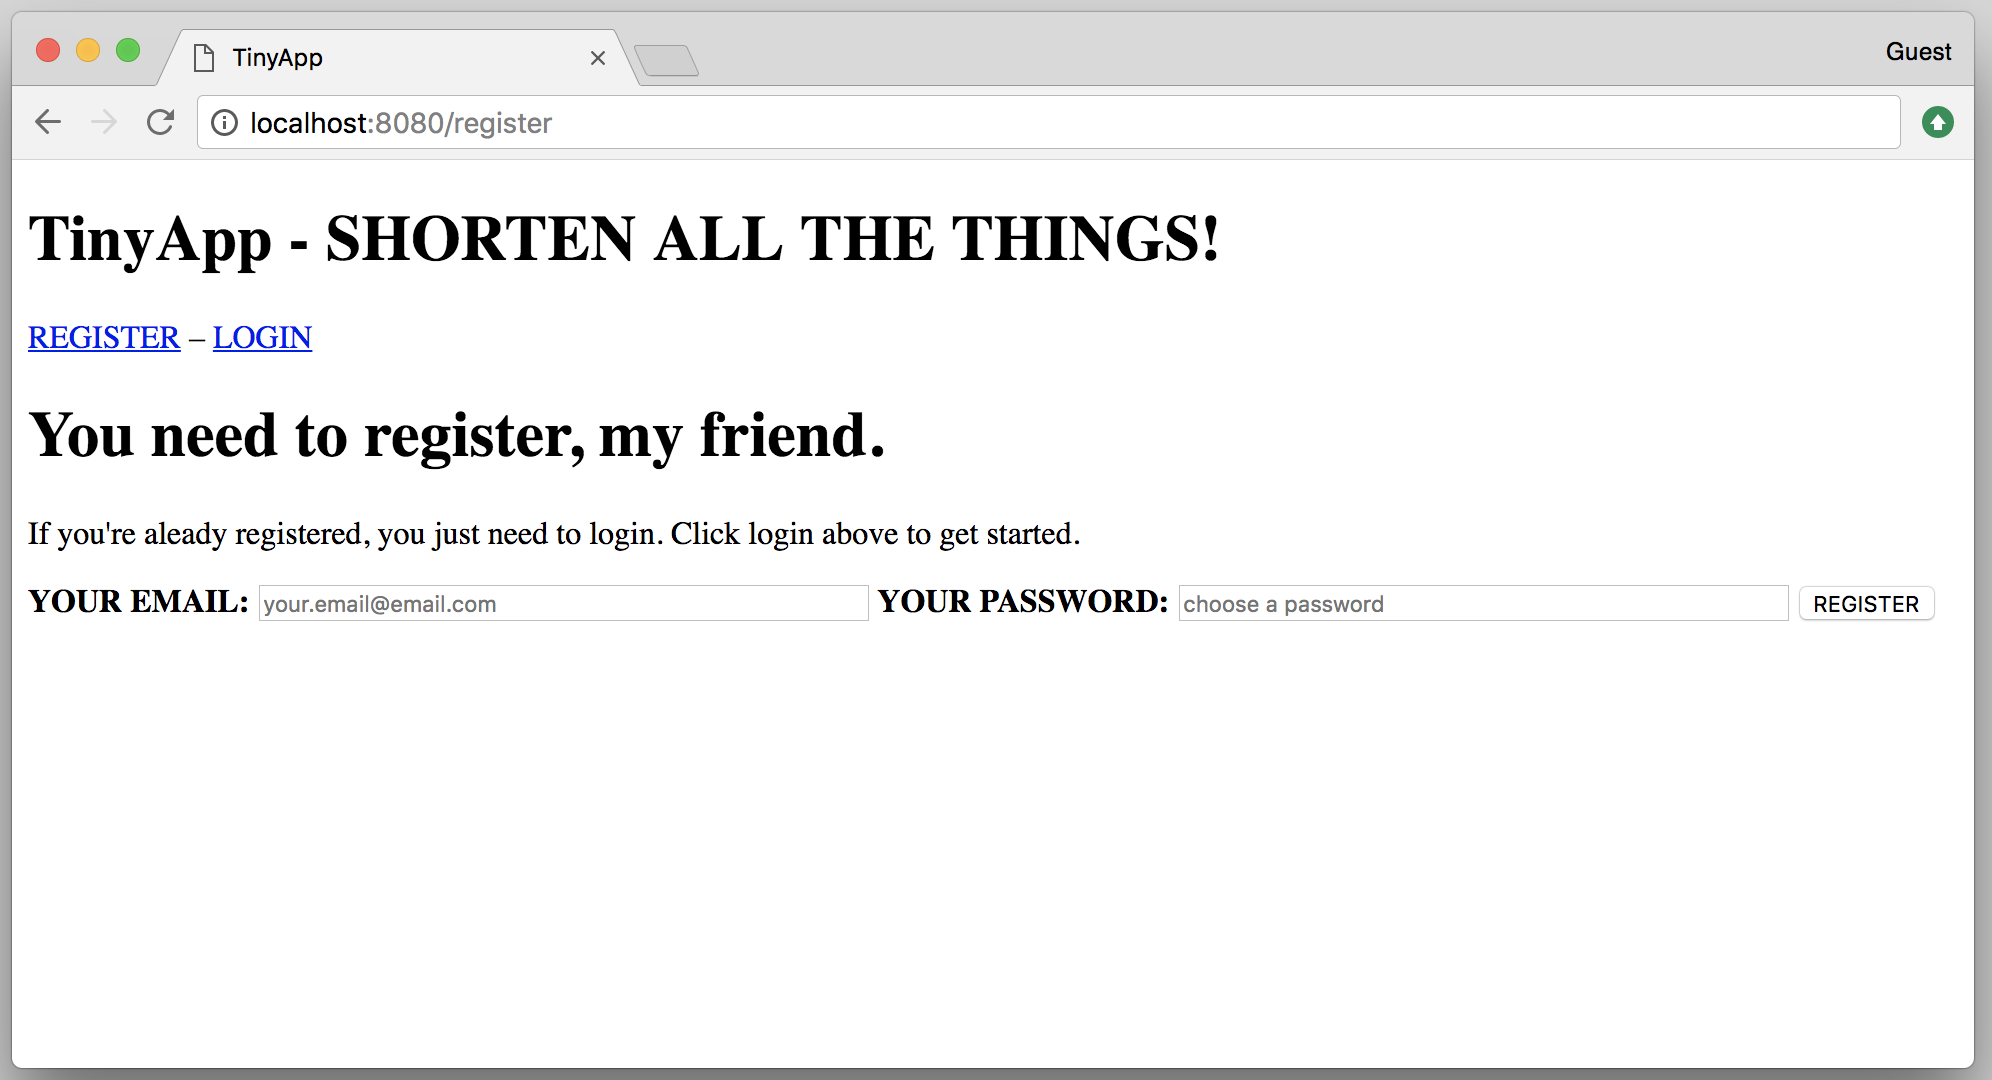 TinyApp
Guest
localhost:8080/register
TinyApp - SHORTEN ALL THE THINGS!
REGISTER – LOGIN
You need to register, my friend.
If you're aleady registered, you just need to login. Click login above to get started.
YOUR EMAIL: your.email@email.com YOUR PASSWORD: choose a password REGISTER